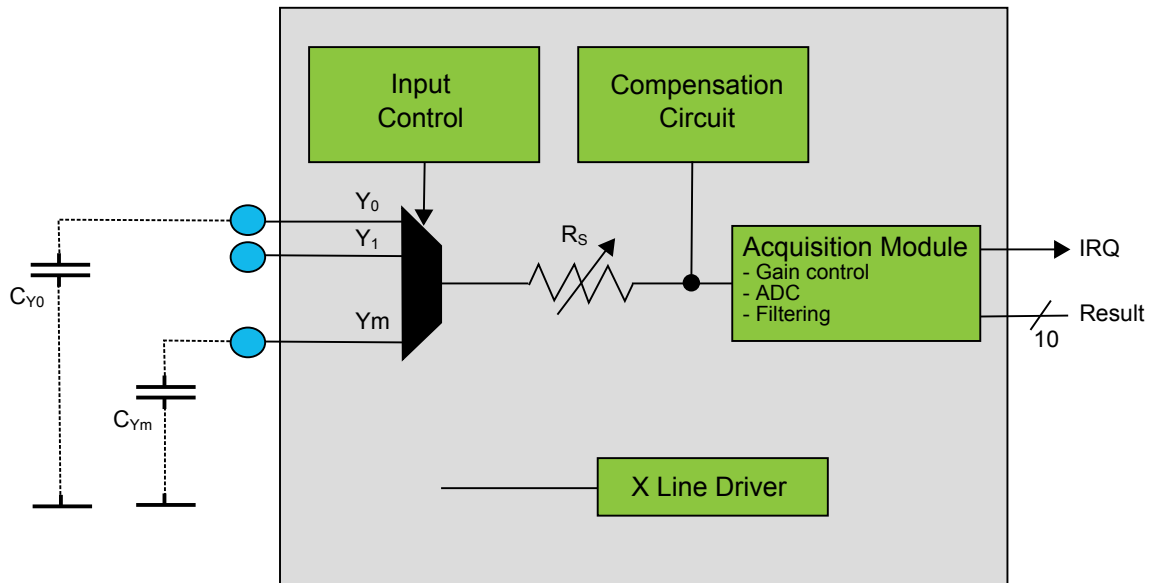 Input
Control
Compensation
Circuit
Y0
Y1
Ym
RS
CY0
CYm
Acquisition Module
- Gain control
- ADC
- Filtering
IRQ
Result
10
X Line Driver